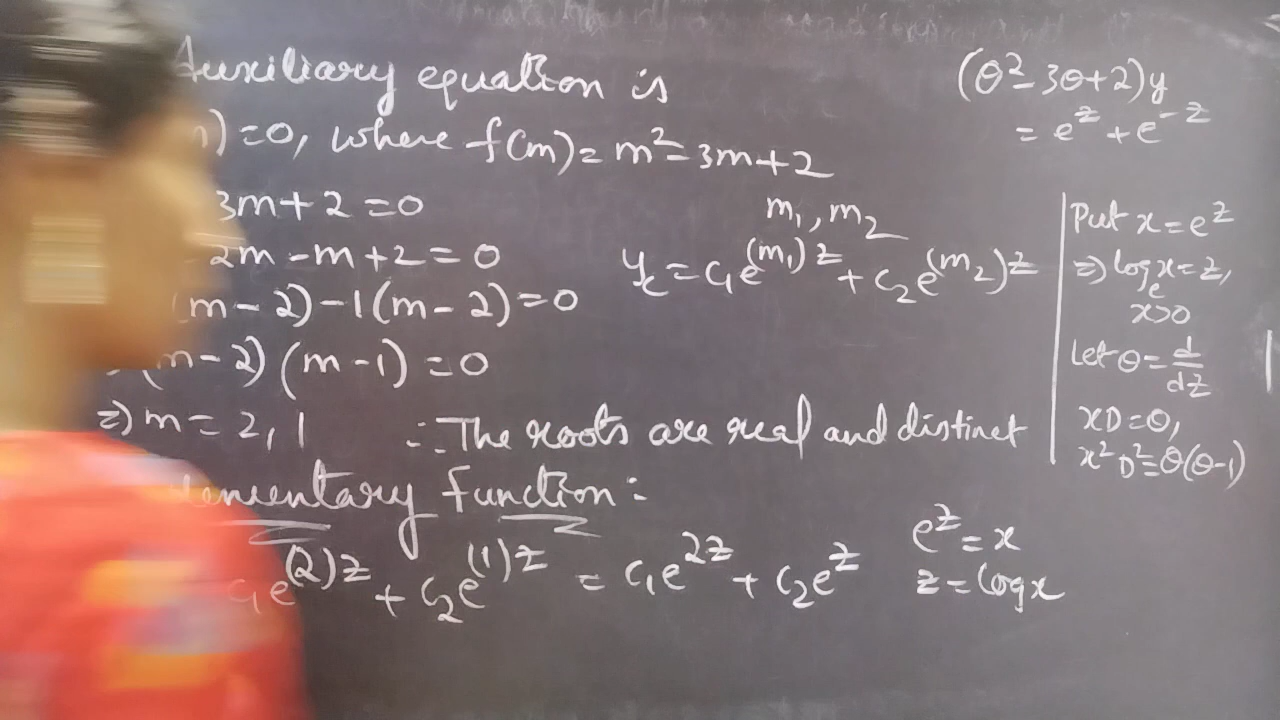 Auxiliary equation is
) = 0, where f(m) = m² - 3m + 2
3m + 2 = 0
- 2m - m + 2 = 0
(m - 2) - 1(m - 2) = 0
(m - 2)(m - 1) = 0
⇒ m = 2, 1 ∴ The roots are real and distinct
function :
c₁e^(2)z + c₂e^(1)z = c₁e^2z + c₂e^z
m₁, m₂
y_c = c₁e^(m₁)z + c₂e^(m₂)z
(θ² - 3θ + 2)y
= e^z + e^-z
Put x = e^z
⇒ log_e x = z,
x>0
Let θ = d/dz
xD = θ,
x²D² = θ(θ-1)
e^z = x
z = log x